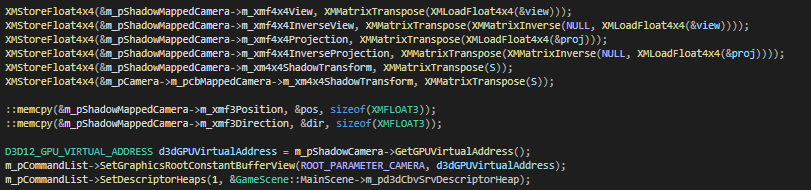 XMStoreFloat4x4(&m_pShadowMappedCamera->m_xmf4x4View, XMMatrixTranspose(XMLoadFloat4x4(&view)));
XMStoreFloat4x4(&m_pShadowMappedCamera->m_xmf4x4InverseView, XMMatrixTranspose(XMMatrixInverse(NULL, XMLoadFloat4x4(&view))));
XMStoreFloat4x4(&m_pShadowMappedCamera->m_xmf4x4Projection, XMMatrixTranspose(XMLoadFloat4x4(&proj)));
XMStoreFloat4x4(&m_pShadowMappedCamera->m_xmf4x4InverseProjection, XMMatrixTranspose(XMMatrixInverse(NULL, XMLoadFloat4x4(&proj))));
XMStoreFloat4x4(&m_pShadowMappedCamera->m_xm4x4ShadowTransform, XMMatrixTranspose(S));
XMStoreFloat4x4(&m_pCamera->m_pcbMappedCamera->m_xm4x4ShadowTransform, XMMatrixTranspose(S));
::memcpy(&m_pShadowMappedCamera->m_xmf3Position, &pos, sizeof(XMFLOAT3));
::memcpy(&m_pShadowMappedCamera->m_xmf3Direction, &dir, sizeof(XMFLOAT3));
D3D12_GPU_VIRTUAL_ADDRESS d3dGPUVirtualAddress = m_pShadowCamera->GetGPUVirtualAddress();
m_pCommandList->SetGraphicsRootConstantBufferView(ROOT_PARAMETER_CAMERA, d3dGPUVirtualAddress);
m_pCommandList->SetDescriptorHeaps(1, &GameScene::MainScene->m_pd3dCbvSrvDescriptorHeap);